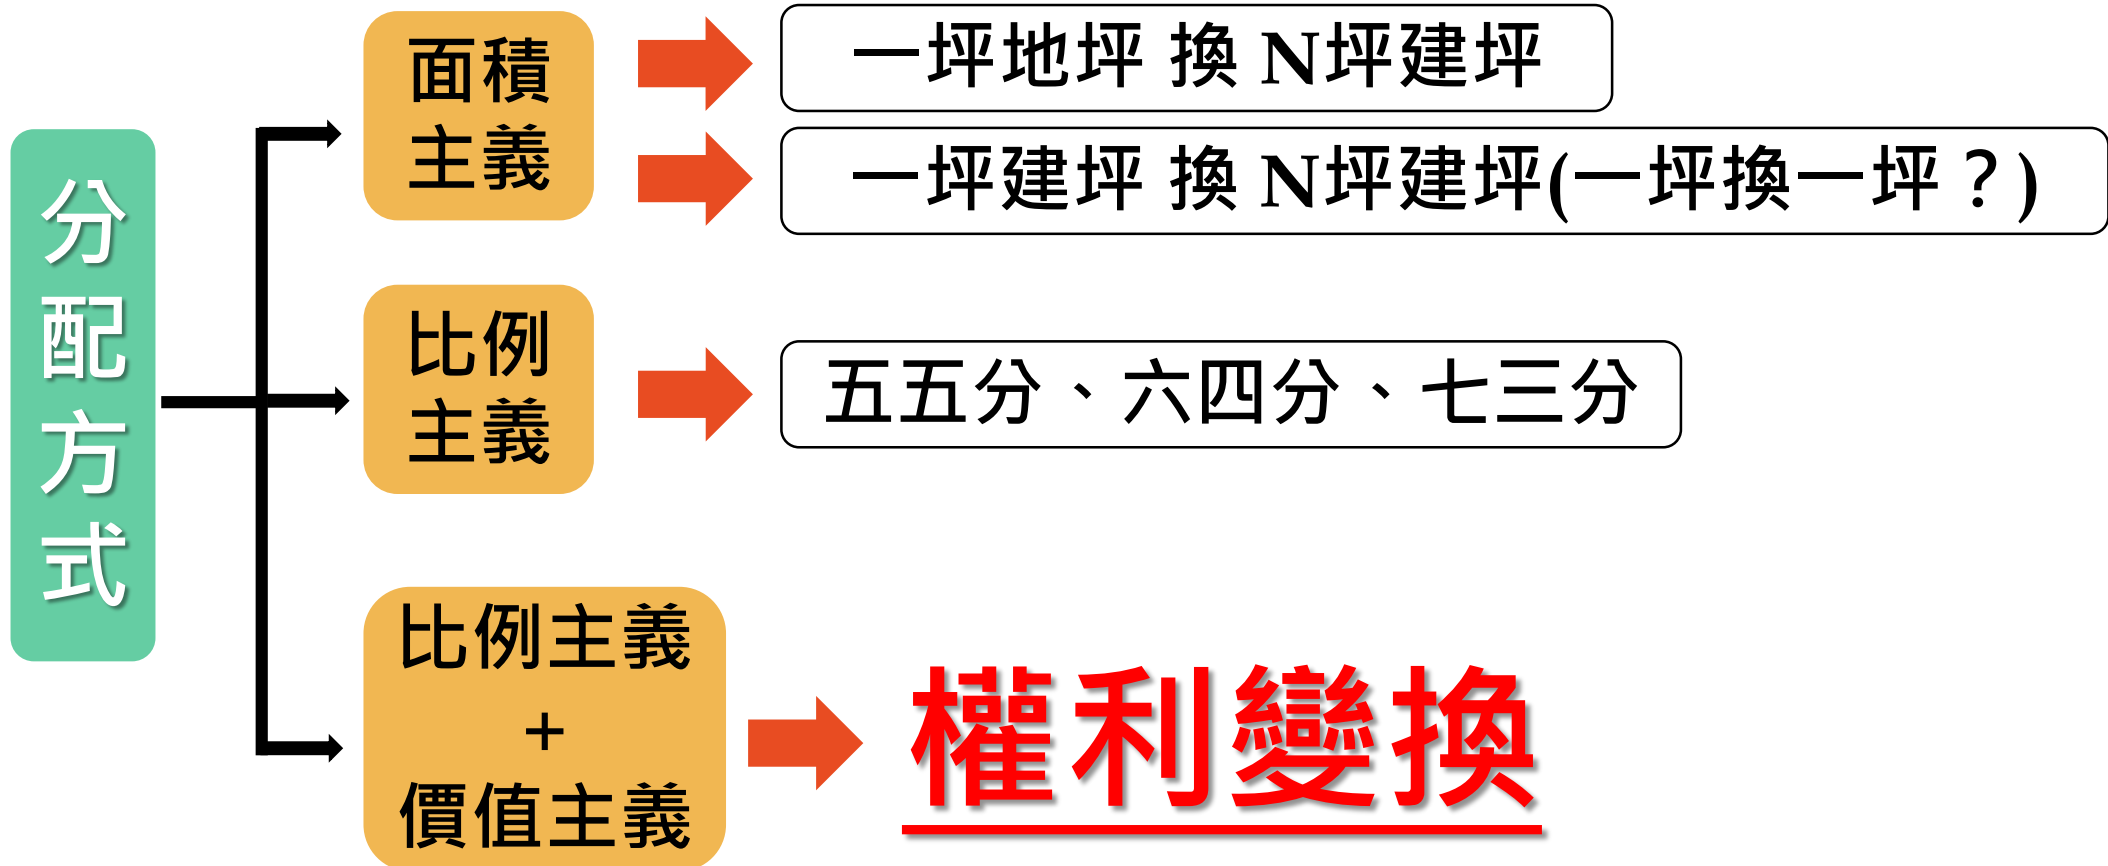 分配方式
面積
主義
一坪地坪 換 N坪建坪
一坪建坪 換 N坪建坪(一坪換一坪？)
比例
主義
五五分、六四分、七三分
比例主義
+
價值主義
權利變換